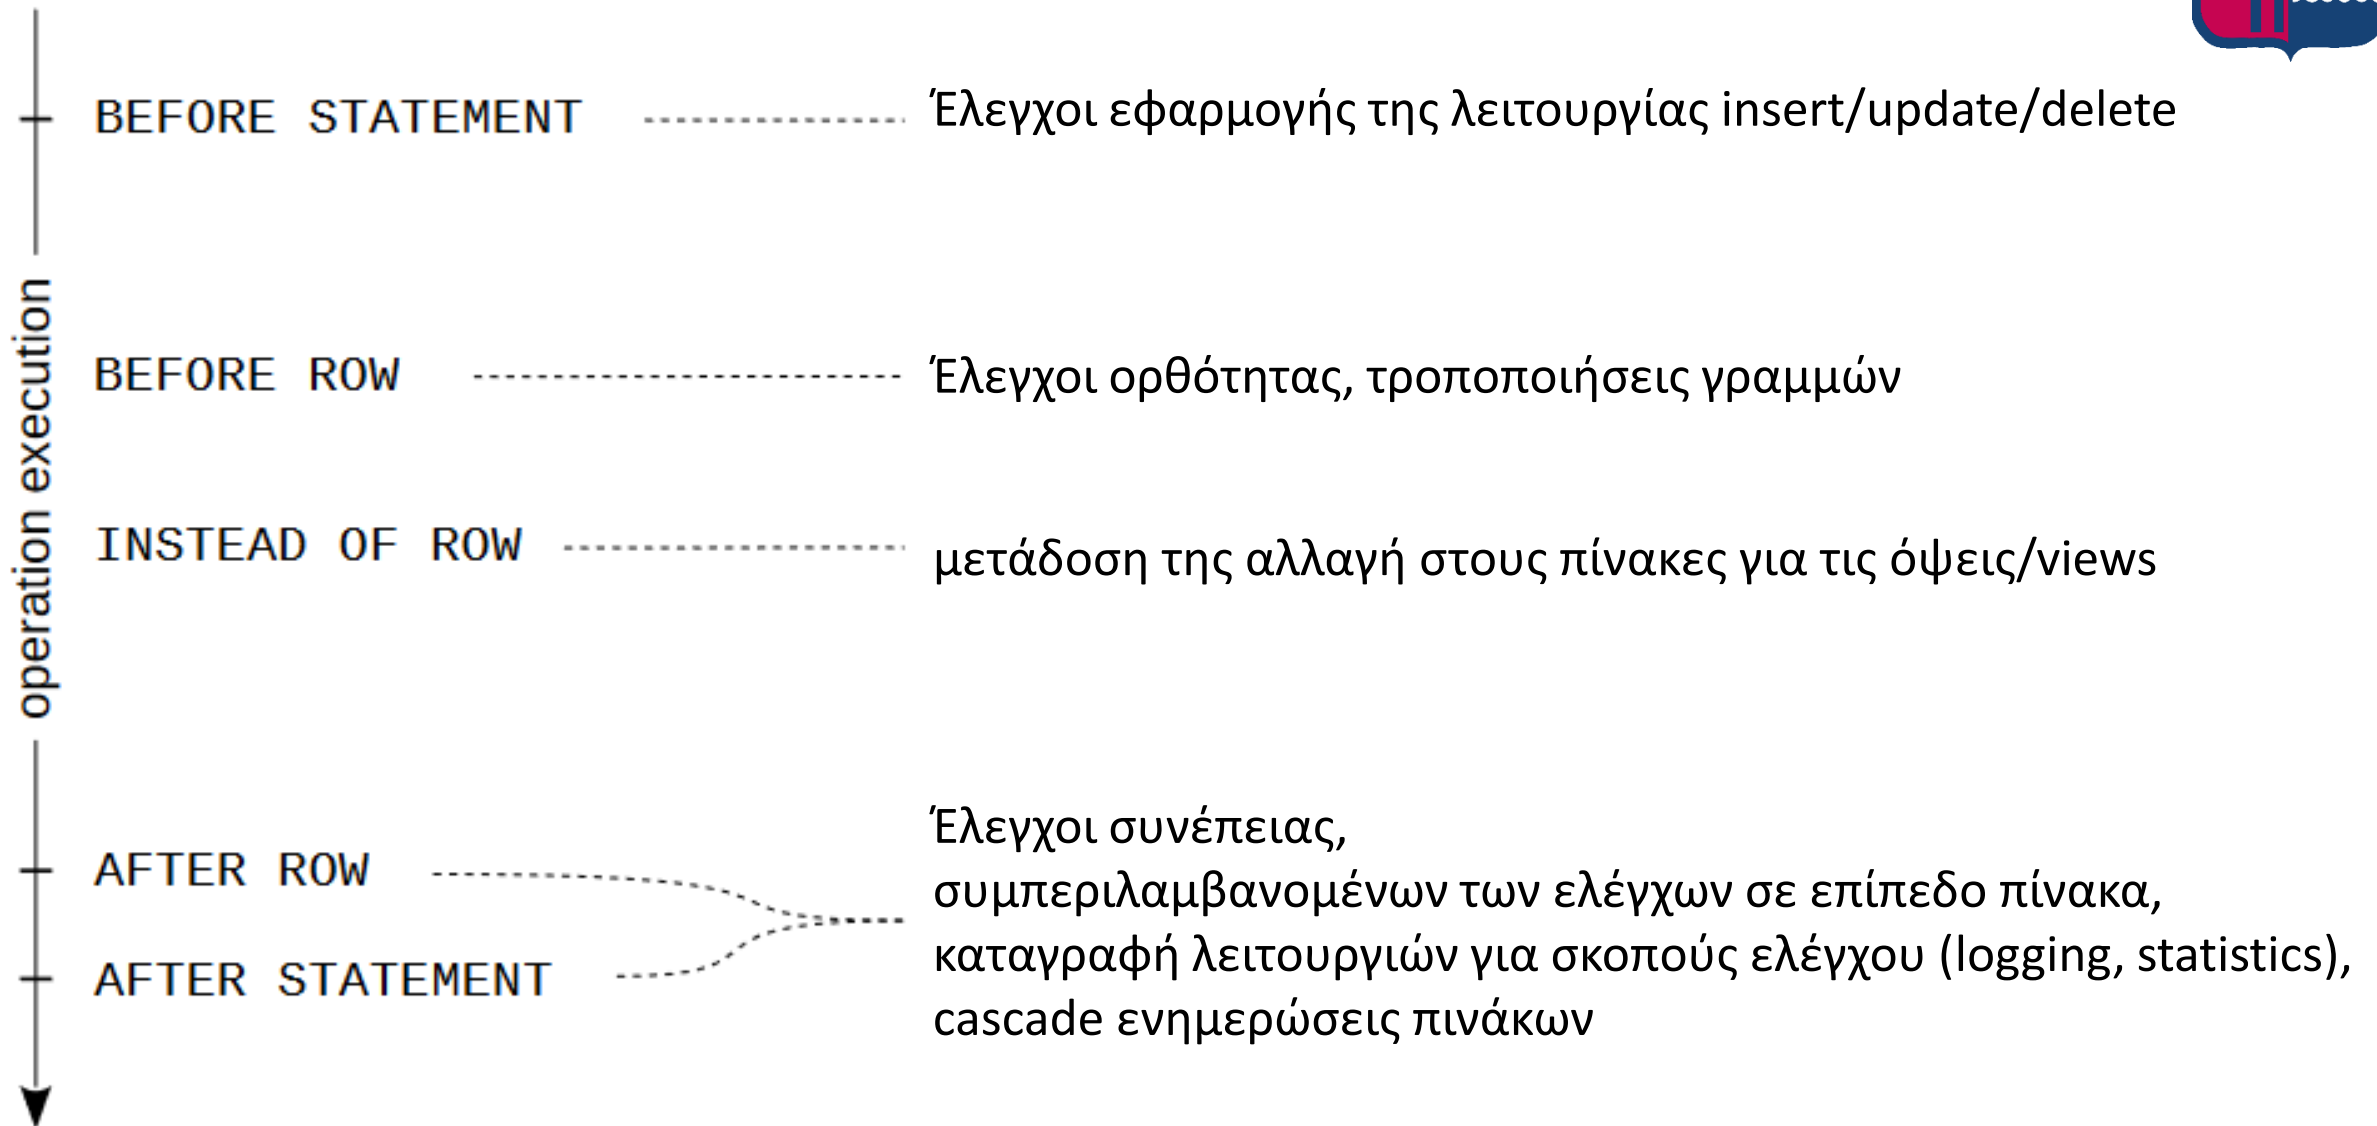 BEFORE STATEMENT Έλεγχοι εφαρμογής της λειτουργίας insert/update/delete
operation execution
BEFORE ROW Έλεγχοι ορθότητας, τροποποιήσεις γραμμών
INSTEAD OF ROW μετάδοση της αλλαγή στους πίνακες για τις όψεις/views
AFTER ROW
AFTER STATEMENT
Έλεγχοι συνέπειας,
συμπεριλαμβανομένων των ελέγχων σε επίπεδο πίνακα,
καταγραφή λειτουργιών για σκοπούς ελέγχου (logging, statistics),
cascade ενημερώσεις πινάκων